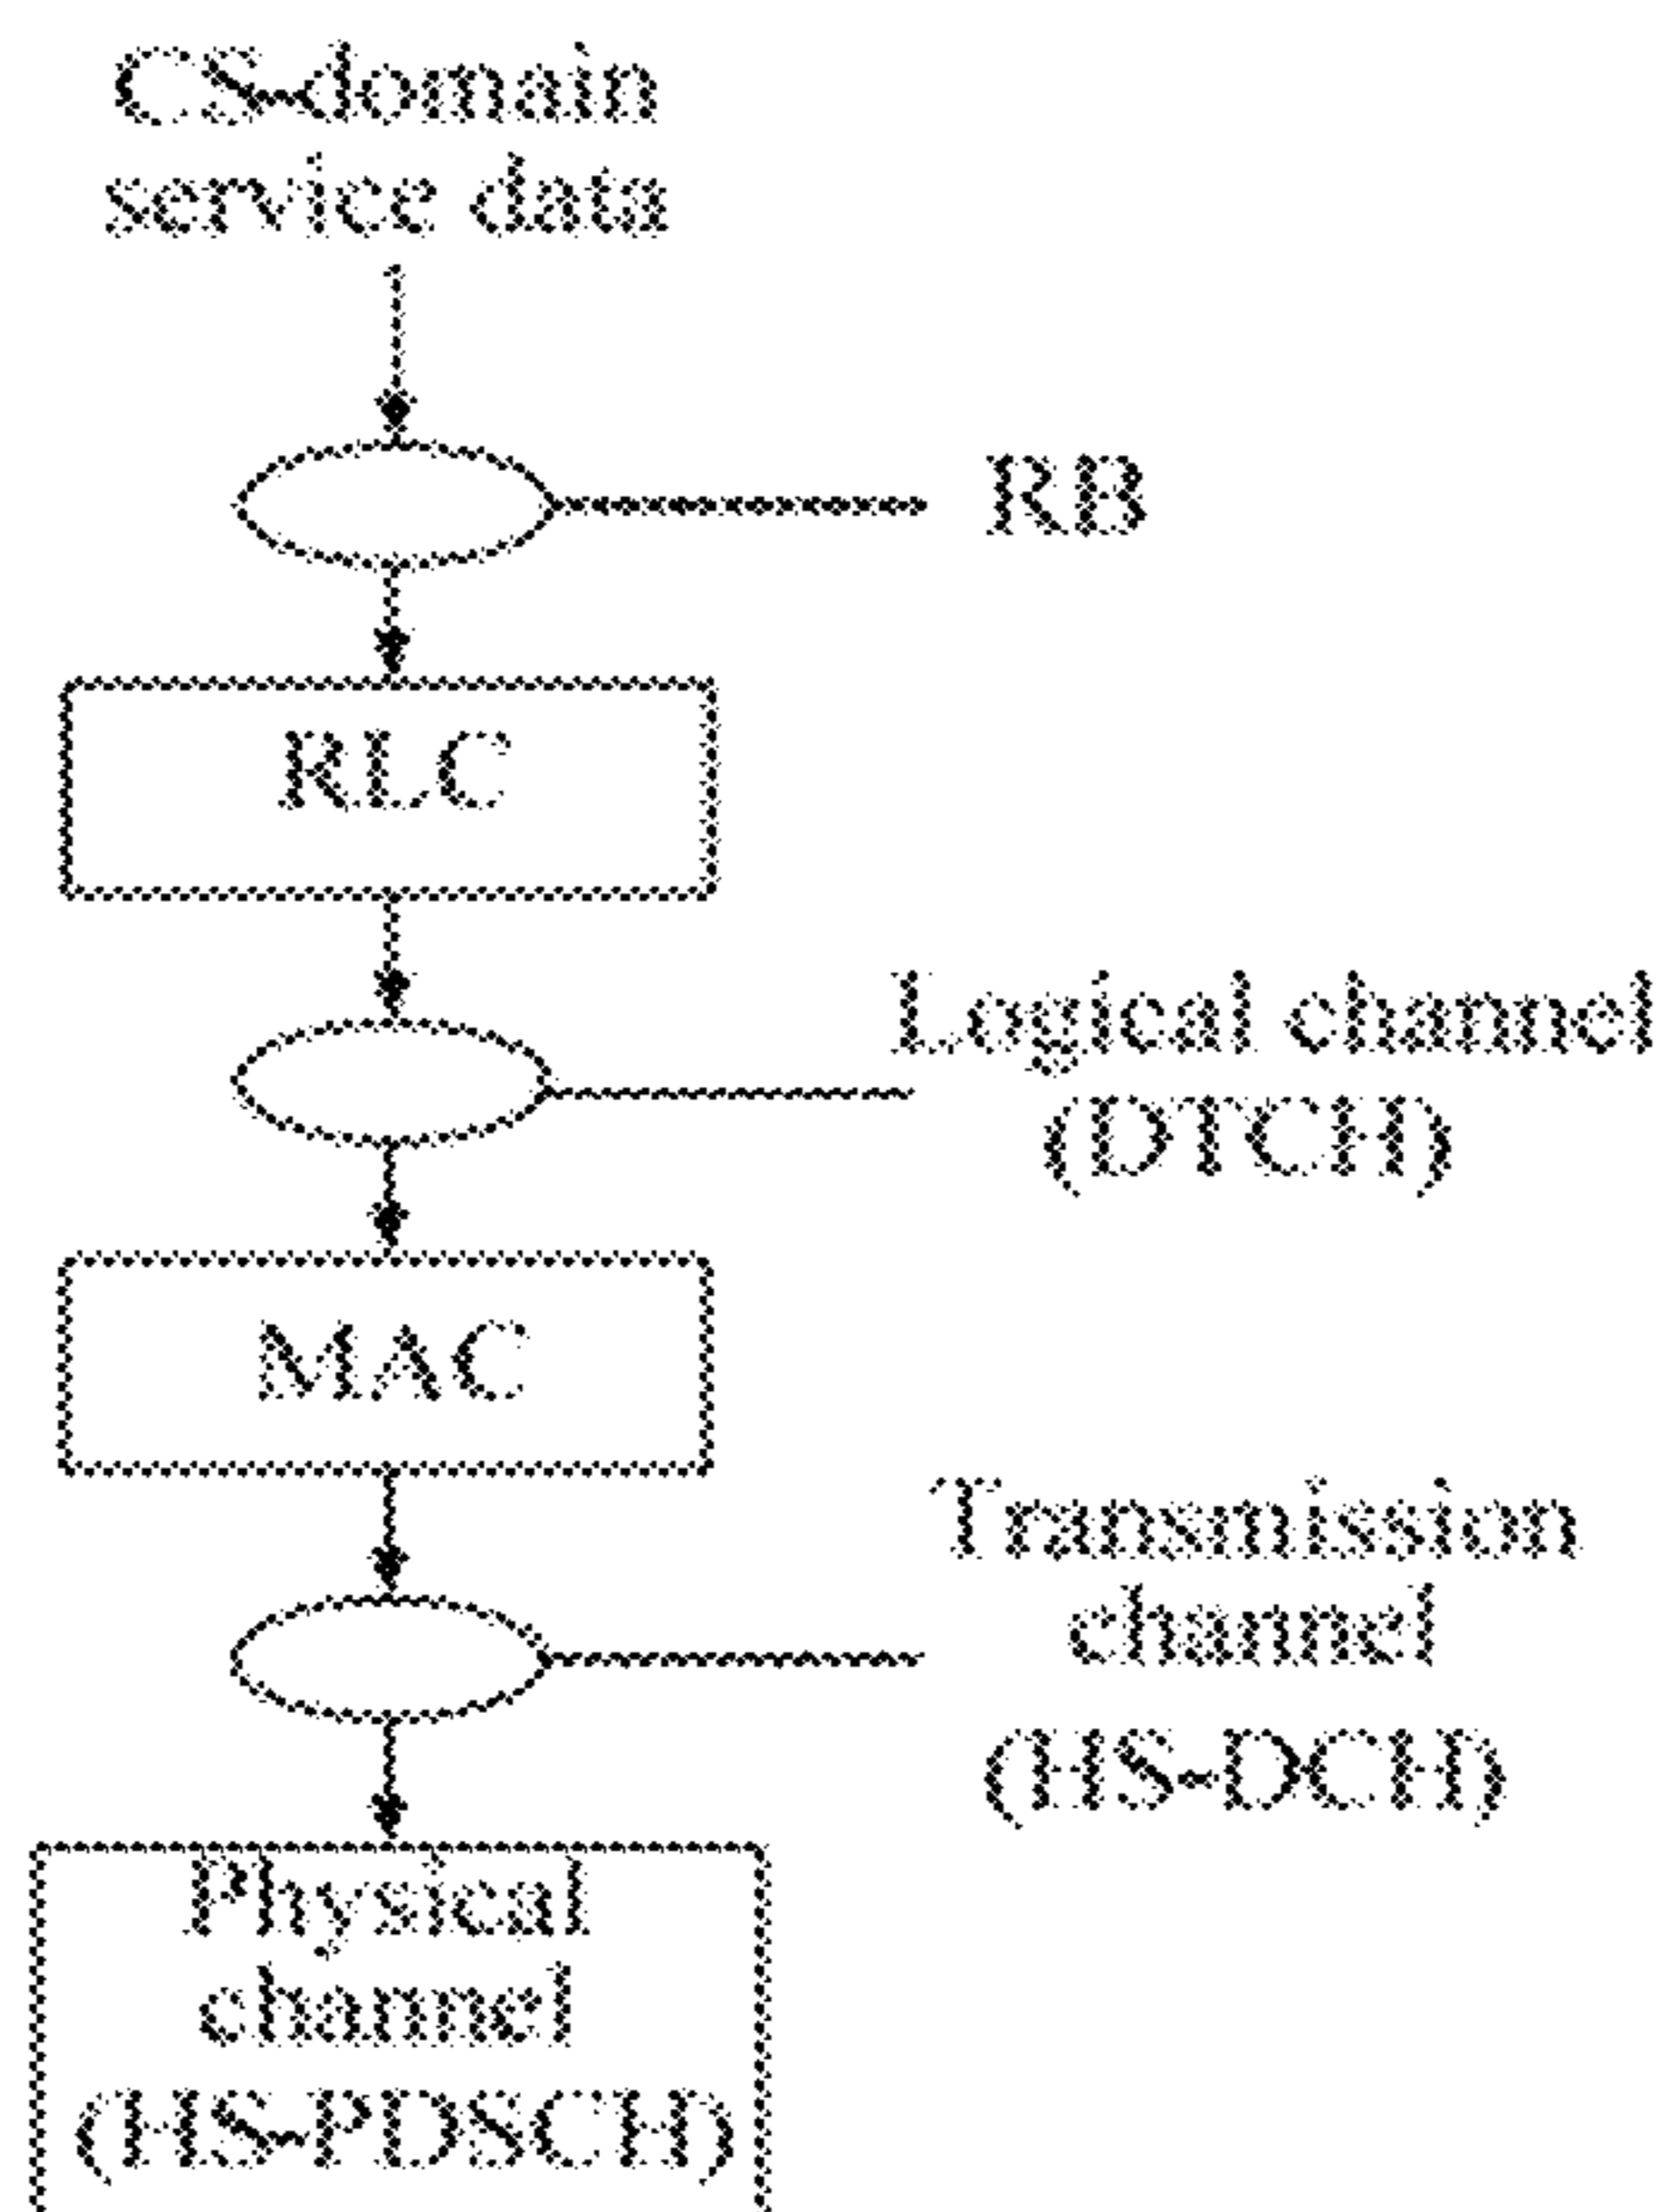 CS-domain
service data
RB
RLC
Logical channel
(DTCH)
MAC
Transmission
channel
(HS-DCH)
Physical
channel
(HS-PDSCH)